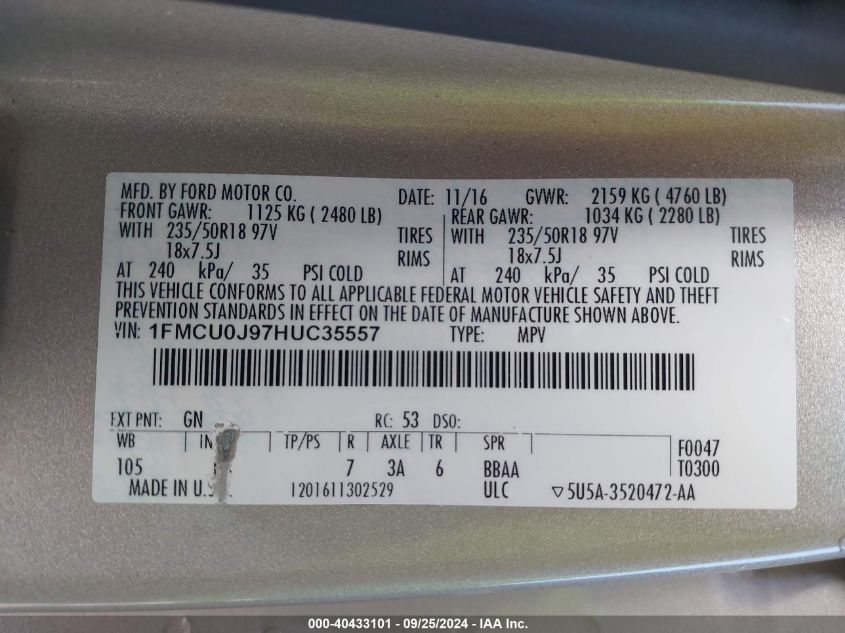 MFD. BY FORD MOTOR CO. DATE: 11/16 GVWR: 2159 KG ( 4760 LB)
FRONT GAWR: 1125 KG ( 2480 LB) REAR GAWR: 1034 KG ( 2280 LB)
WITH 235/50R18 97V TIRES WITH 235/50R18 97V TIRES
18x7.5J RIMS 18x7.5J RIMS
AT 240 kPa/ 35 PSI COLD AT 240 kPa/ 35 PSI COLD
THIS VEHICLE CONFORMS TO ALL APPLICABLE FEDERAL MOTOR VEHICLE SAFETY AND THEFT
PREVENTION STANDARDS IN EFFECT ON THE DATE OF MANUFACTURE SHOWN ABOVE.
VIN: 1FMCU0J97HUC35557 TYPE: MPV
EXT PNT: GN RC: 53 DSO:
WB TP/PS R AXLE TR SPR F0047
105 7 3A 6 BBAA T0300
MADE IN 1201611302529 ULC ▽5U5A-3520472-AA
000-40433101 - 09/25/2024 - IAA Inc.